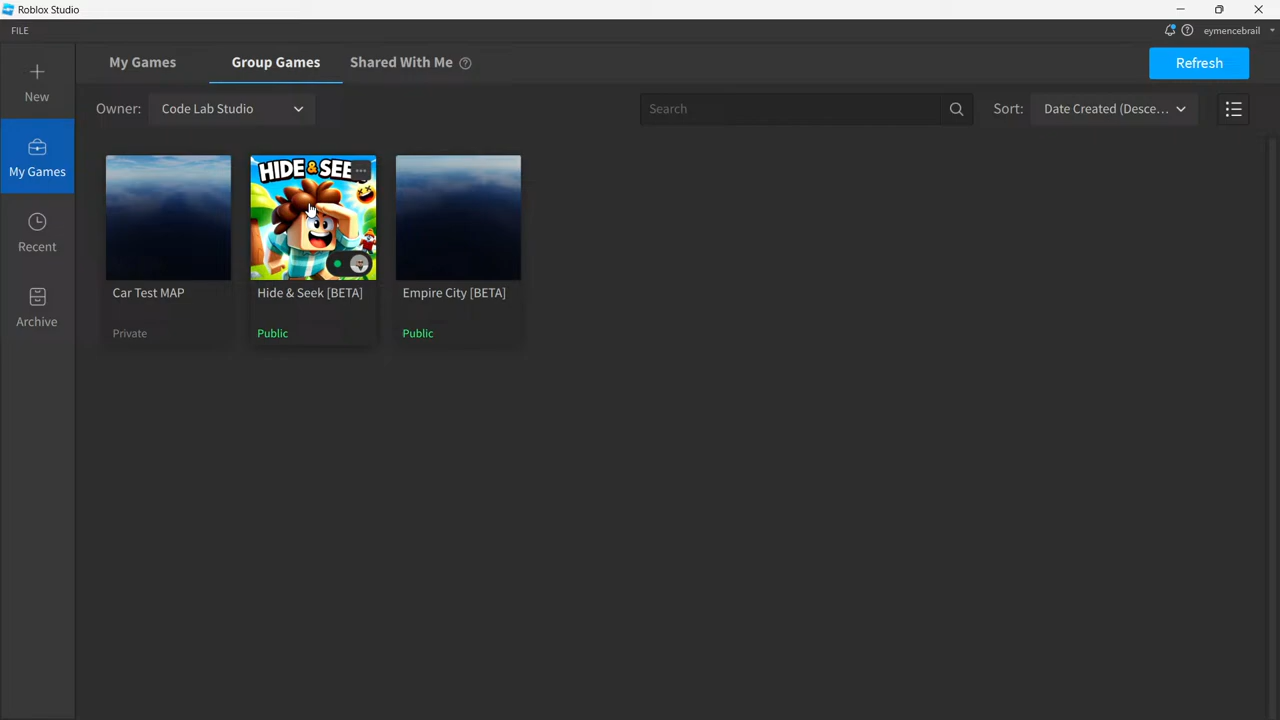 Roblox Studio
FILE
eymencebrail
New
My Games
Recent
Archive
My Games
Group Games
Shared With Me
Refresh
Owner:
Code Lab Studio
Search
Sort:
Date Created (Desce...
HIDE & SEE
Car Test MAP
Private
Hide & Seek [BETA]
Public
Empire City [BETA]
Public